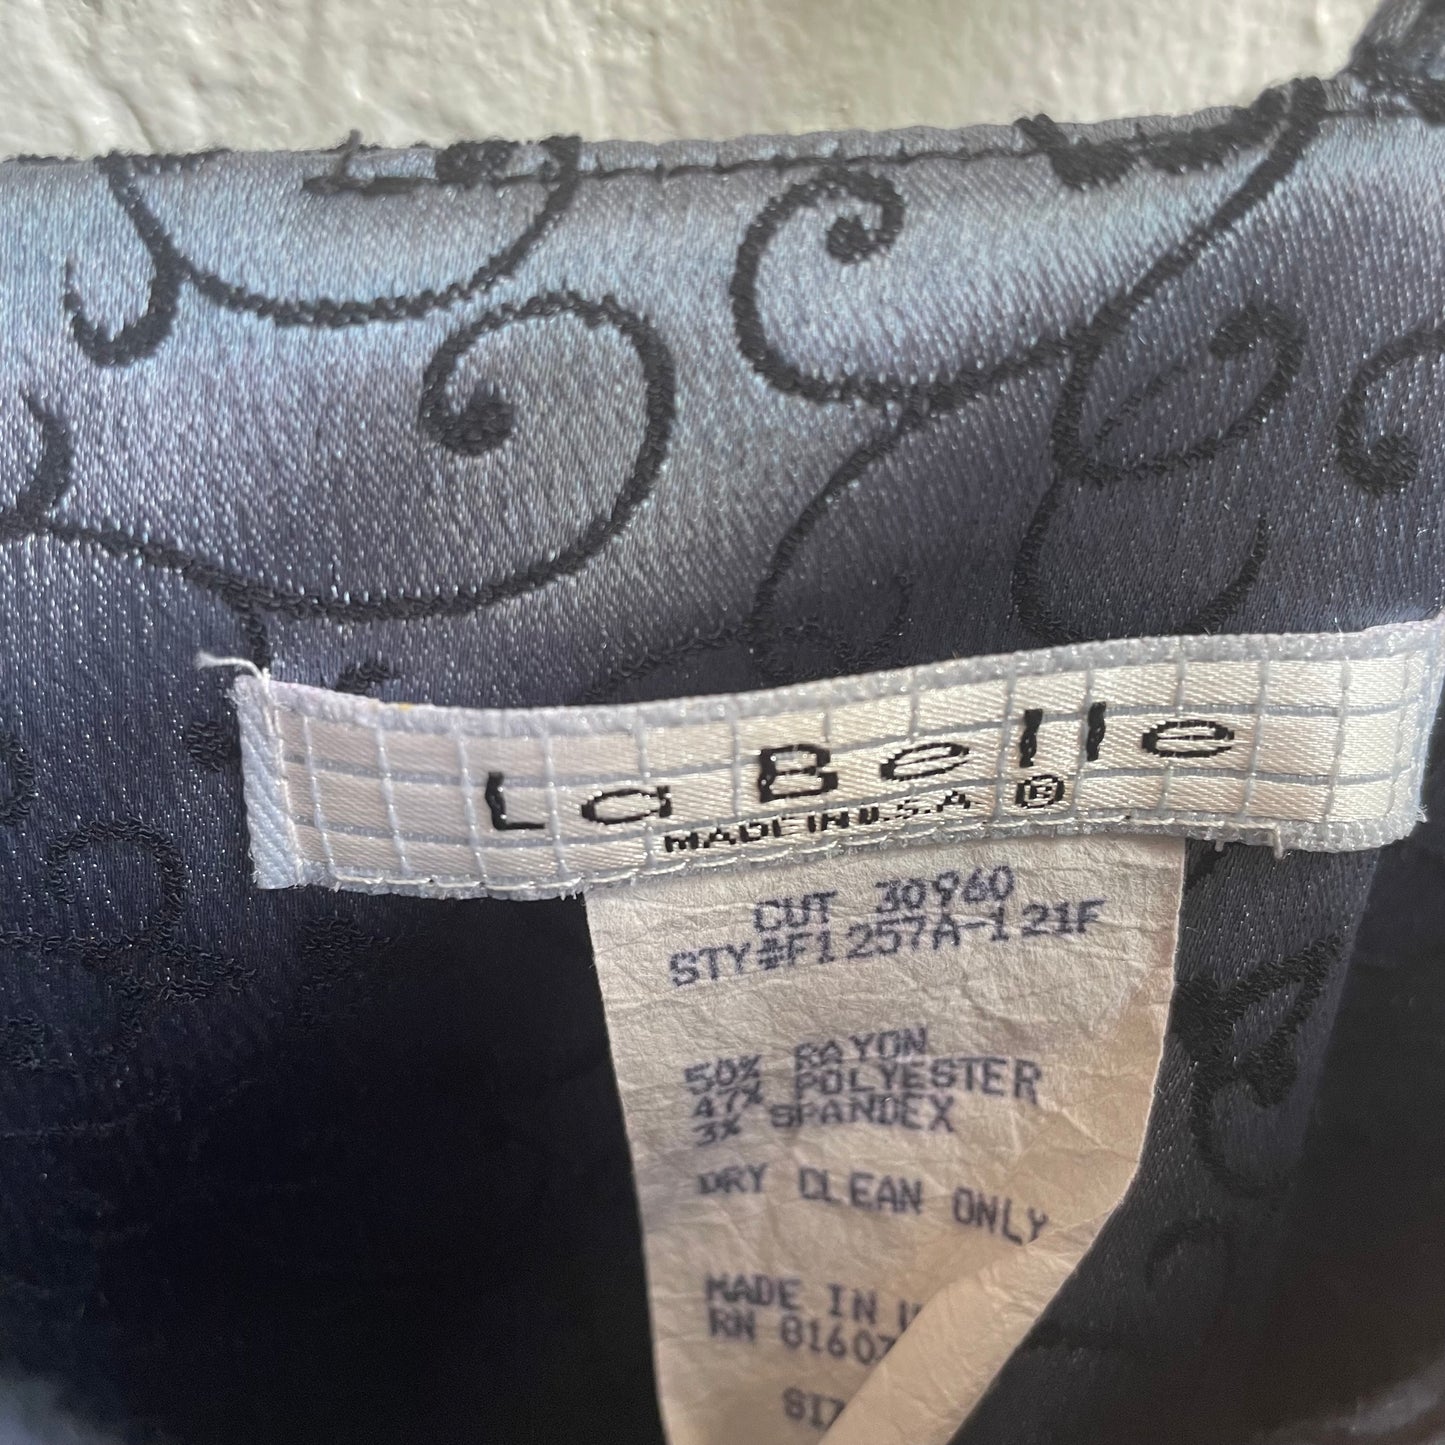 La Belle
MADE IN U.S.A ®
CUT 30960
STY#F1257A-121F
50% RAYON
47% POLYESTER
3% SPANDEX
DRY CLEAN ONLY
MADE IN
RN